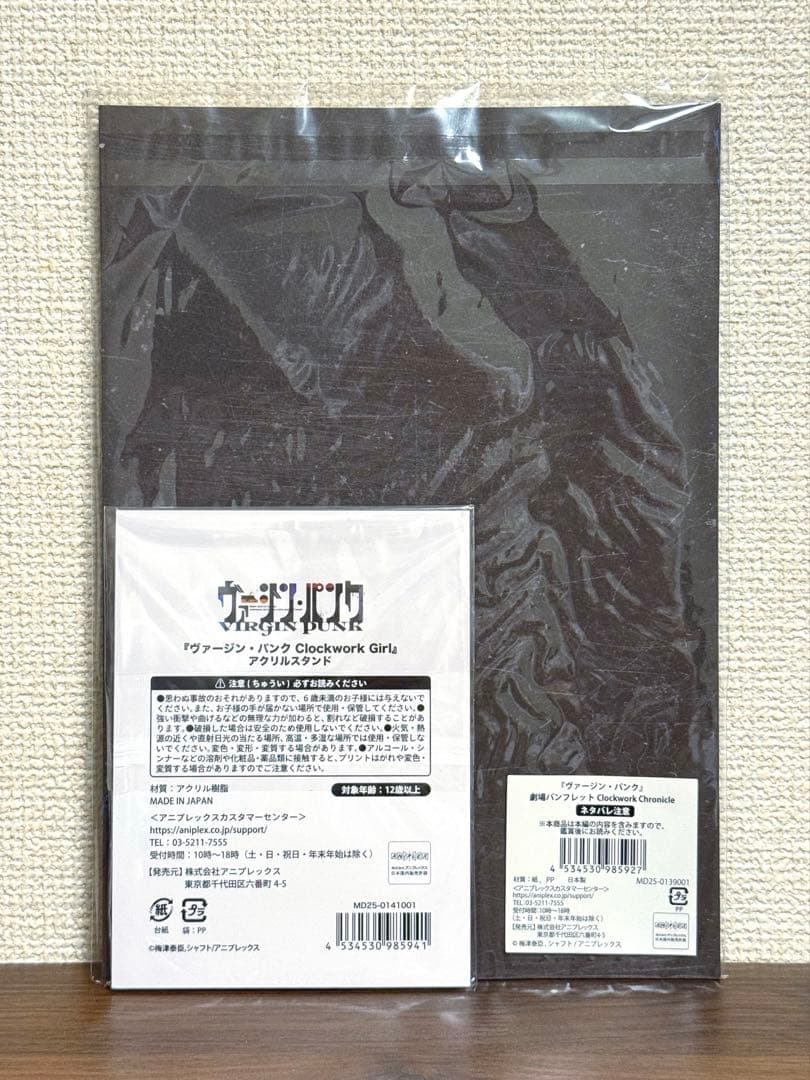 ヴァージン・パンク
VIRGIN PUNK
『ヴァージン・パンク Clockwork Girl』
アクリルスタンド
⚠ 注意(ちゅうい)必ずお読みください
●思わぬ事故のおそれがありますので、6歳未満のお子様には与えないで
ください。また、お子様の手が届かない場所で使用・保管してください。●
強い衝撃や曲げるなどの無理な力が加わると、割れなど破損することがあ
ります。●破損した場合は安全のため使用しないでください。●火気・熱
源の近くや直射日光の当たる場所、高温・多湿な場所では使用・保管しな
いでください。変色・変形・変質する場合があります。●アルコール・シ
ンナーなどの溶剤や化粧品・薬品類に接触すると、プリントはがれや変色・
変質する場合がありますのでご注意ください。
材質:アクリル樹脂
MADE IN JAPAN
対象年齢:12歳以上
<アニプレックスカスタマーセンター>
https://aniplex.co.jp/support/
TEL:03-5211-7555
受付時間:10時〜18時(土・日・祝日・年末年始は除く)
【発売元】株式会社アニプレックス
東京都千代田区六番町 4-5
日本国内販売許諾
紙
台紙
プラ
袋:PP
MD25-0141001
4 534530 985941
©梅津泰臣、シャフト/アニプレックス
『ヴァージン・パンク』
劇場パンフレット Clockwork Chronicle
ネタバレ注意
※本商品は本編の内容を含みますので、
鑑賞後にお読みください。
4 534530 985927
材質:紙、PP 日本製
MD25-0139001
<アニプレックスカスタマーセンター>
https://aniplex.co.jp/support/
TEL:03-5211-7555
受付時間:10時〜18時
(土・日・祝日・年末年始は除く)
【発売元】株式会社アニプレックス
東京都千代田区六番町4-5
プラ
PP
日本国内販売許諾
©梅津泰臣,シャフト/アニプレックス